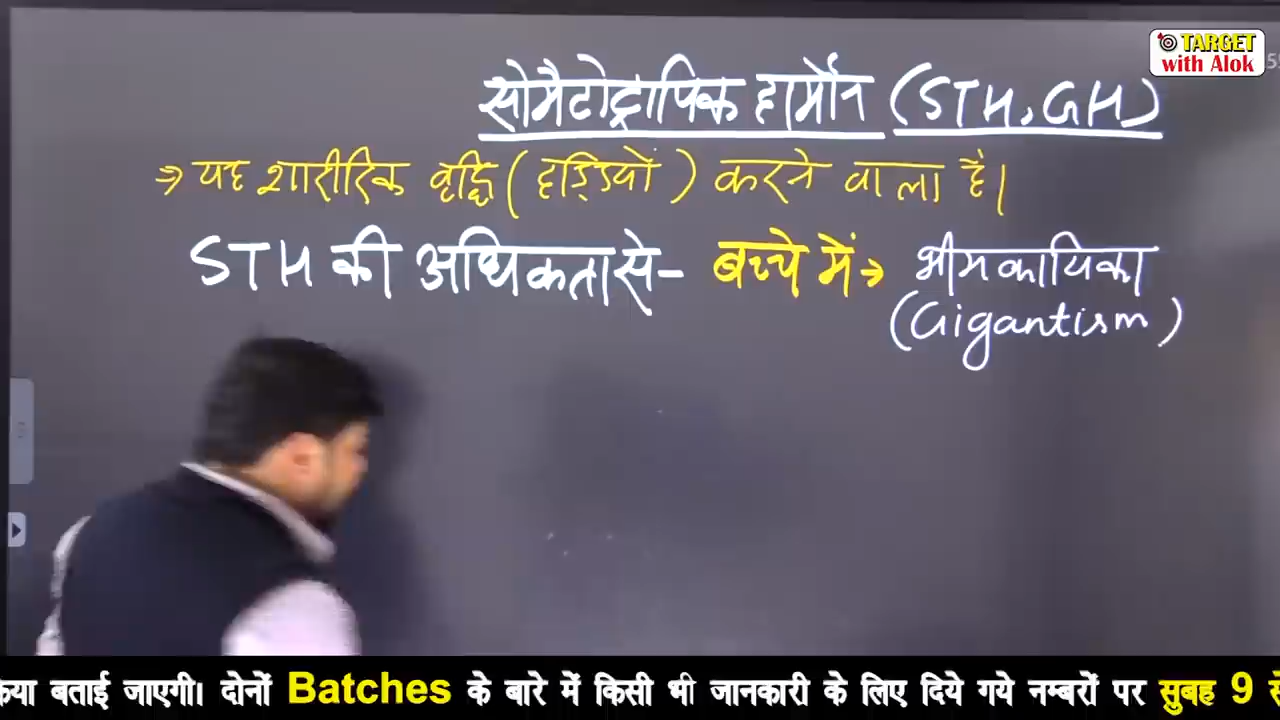 TARGET
with Alok
सोमैटोट्रापिक हार्मोन (STH, GH)
⇒ यह शारीरिक वृद्धि (हड्डियों) करने वाला है।
STH की अधिकता से - बच्चे में → भीमकायिका
(Gigantism)
बताई जाएगी। दोनों Batches के बारे में किसी भी जानकारी के लिए दिये गये नम्बरों पर सुबह 9